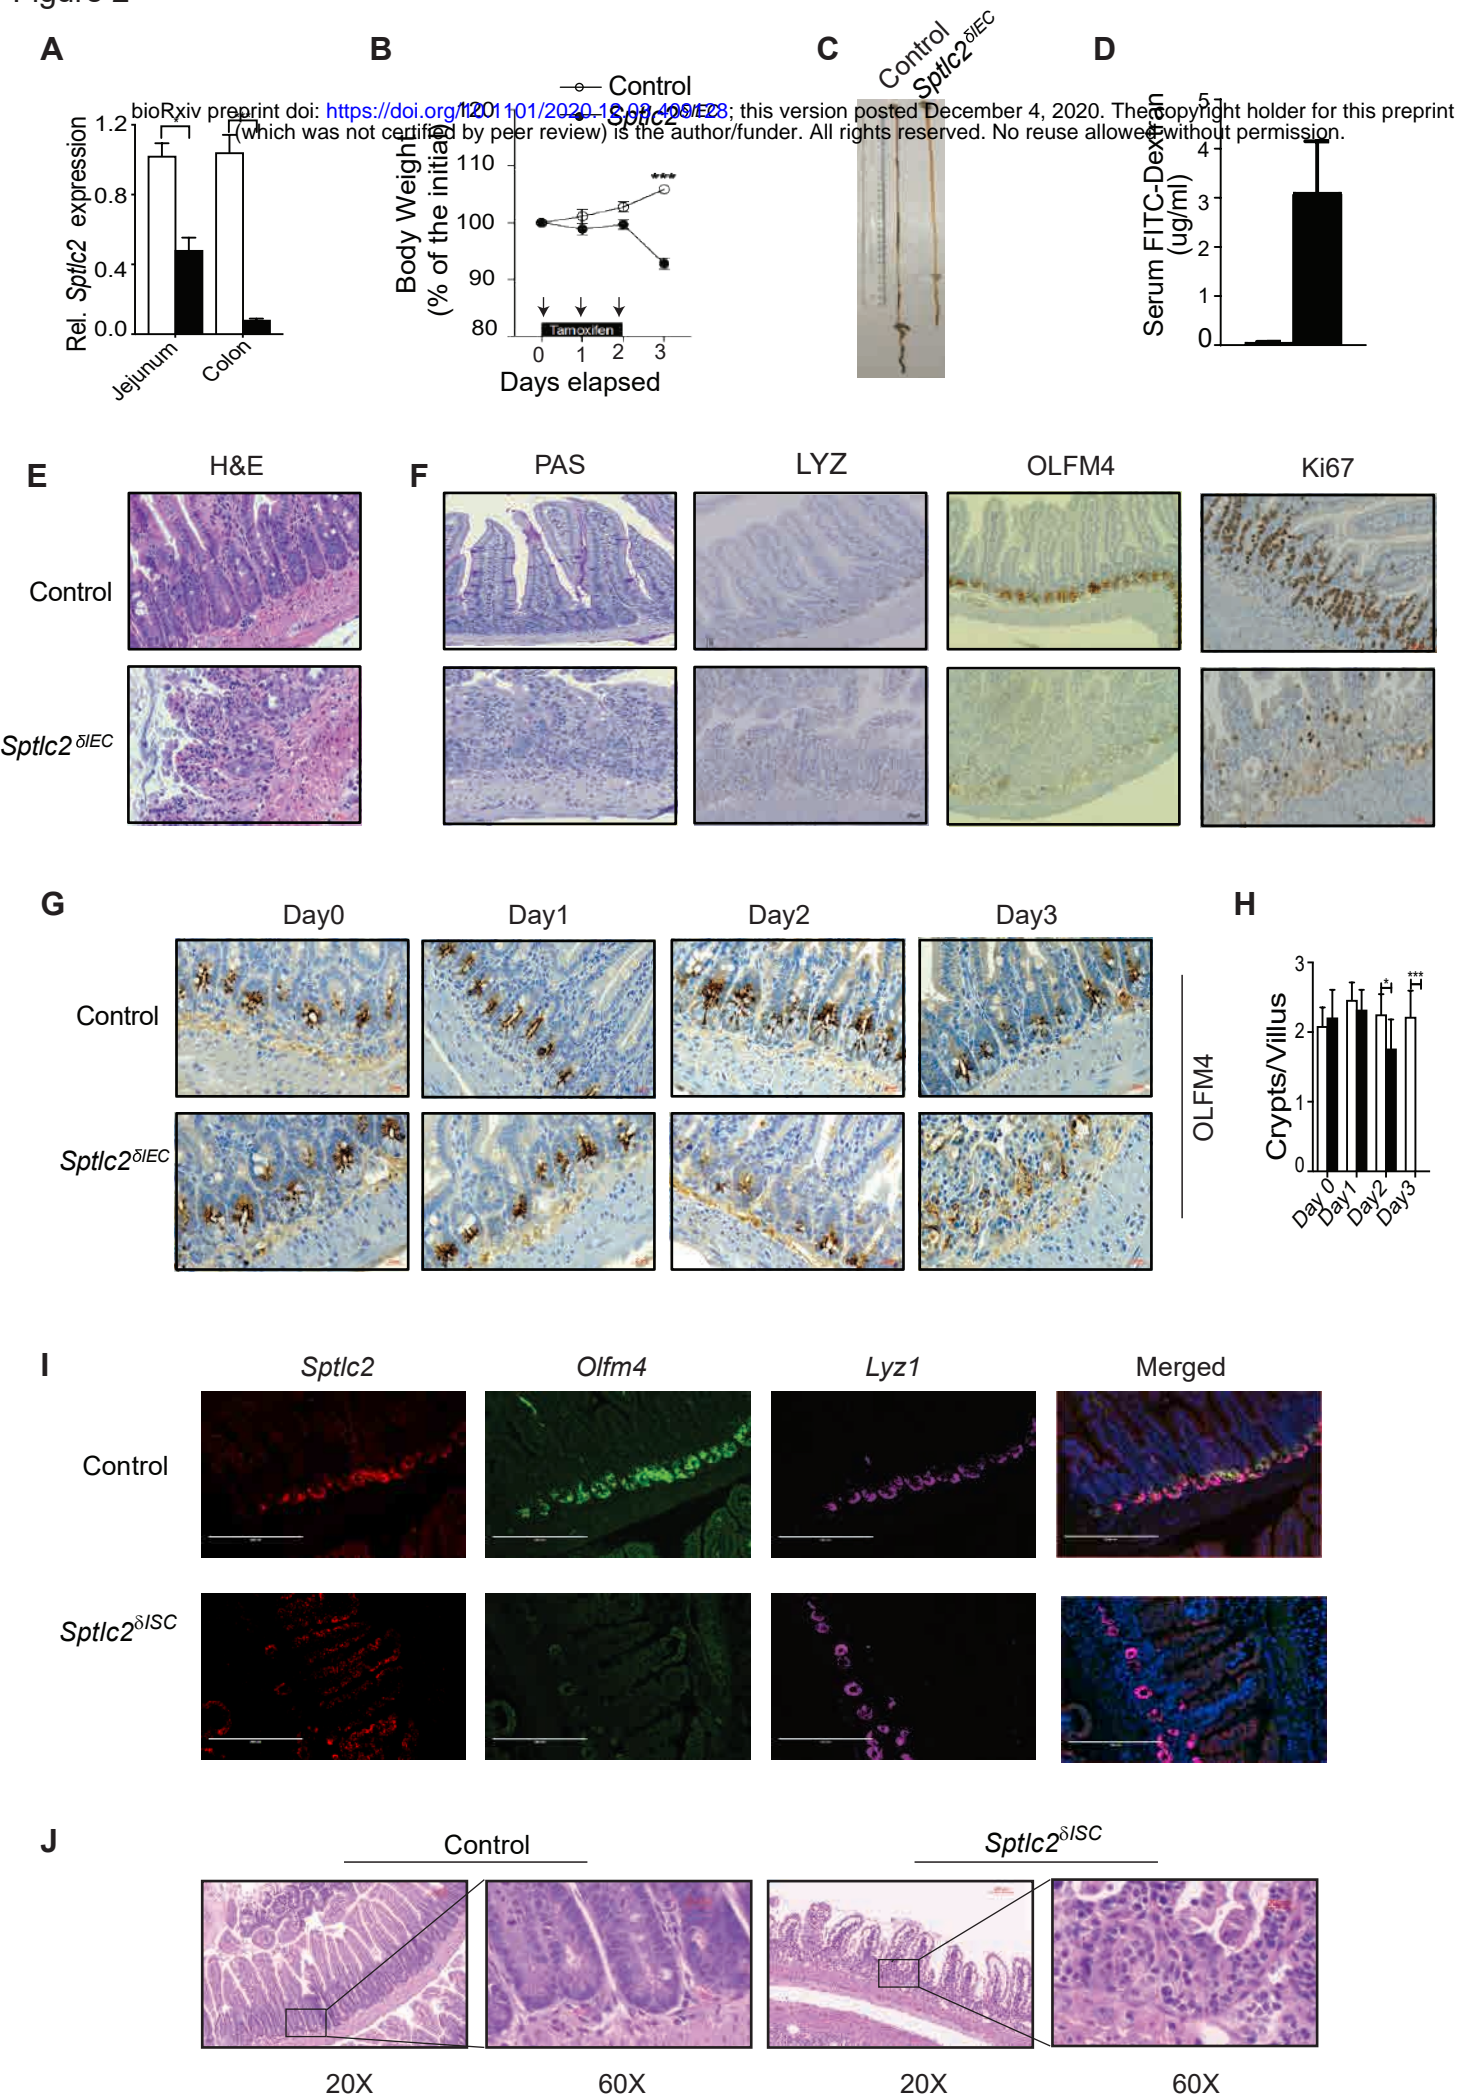 Figure 2
A
B
C
D
Control
Sptlc2δIEC
Control
Sptlc2δIEC
bioRxiv preprint doi: https://doi.org/10.1101/2020.12.03.409128; this version posted December 4, 2020. The copyright holder for this preprint
(which was not certified by peer review) is the author/funder. All rights reserved. No reuse allowed without permission.
Rel. Sptlc2 expression
1.2
0.8
0.4
0.0
*
Jejunum
Colon
Body Weight
(% of the initial)
120
110
100
90
80
***
Tamoxifen
0
1
2
3
Days elapsed
Serum FITC-Dextran
(ug/ml)
5
4
3
2
1
0
E
H&E
F
PAS
LYZ
OLFM4
Ki67
Control
Sptlc2 δIEC
G
Day0
Day1
Day2
Day3
Control
Sptlc2δIEC
OLFM4
H
Crypts/Villus
3
2
1
0
*
***
Day 0
Day1
Day2
Day3
I
Sptlc2
Olfm4
Lyz1
Merged
Control
Sptlc2δISC
J
Control
Sptlc2δISC
20X
60X
20X
60X